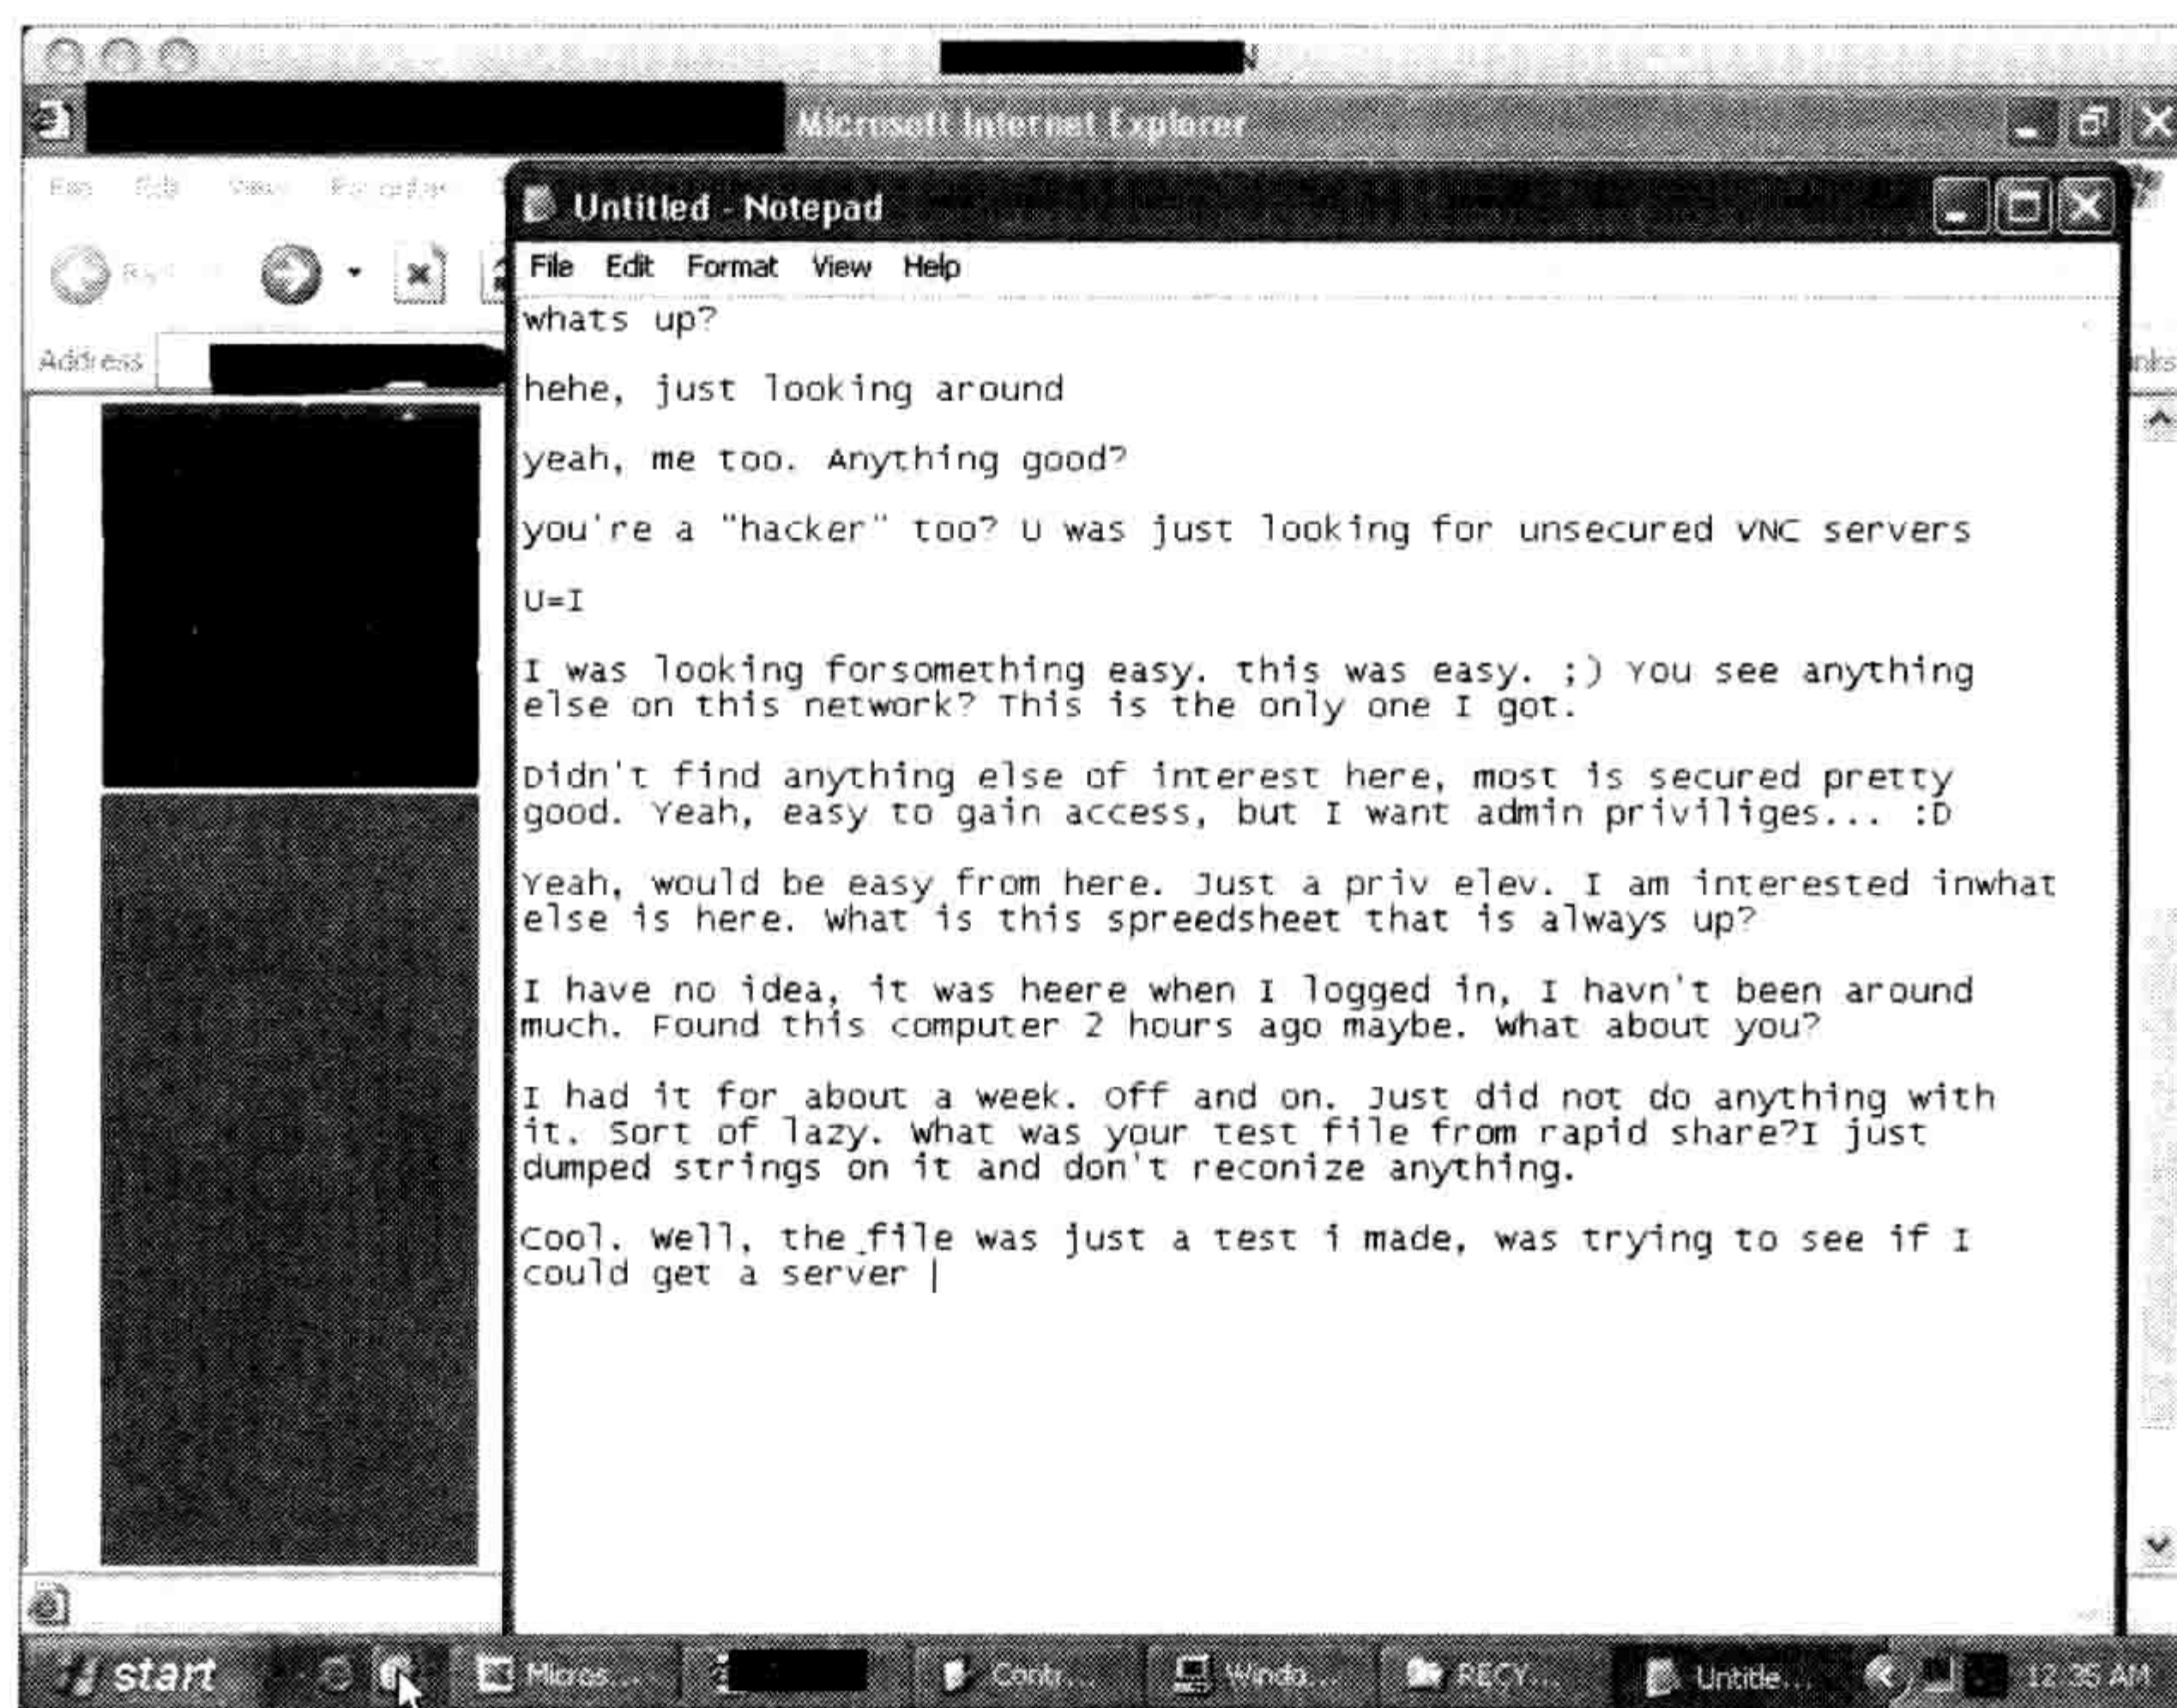 Microsoft Internet Explorer
Untitled - Notepad
File Edit Format View Help
Address
whats up?
hehe, just looking around
yeah, me too. Anything good?
you're a "hacker" too? U was just looking for unsecured VNC servers
U=I
I was looking forsomething easy. this was easy. ;) You see anything
else on this network? This is the only one I got.
Didn't find anything else of interest here, most is secured pretty
good. Yeah, easy to gain access, but I want admin priviliges... :D
Yeah, would be easy from here. Just a priv elev. I am interested inwhat
else is here. what is this spreedsheet that is always up?
I have no idea, it was heere when I logged in, I havn't been around
much. Found this computer 2 hours ago maybe. what about you?
I had it for about a week. Off and on. Just did not do anything with
it. Sort of lazy. what was your test file from rapid share?I just
dumped strings on it and don't reconize anything.
Cool. Well, the file was just a test i made, was trying to see if I
could get a server
start Micros... Contr... Windo... RECY... Untitle... 12:35 AM